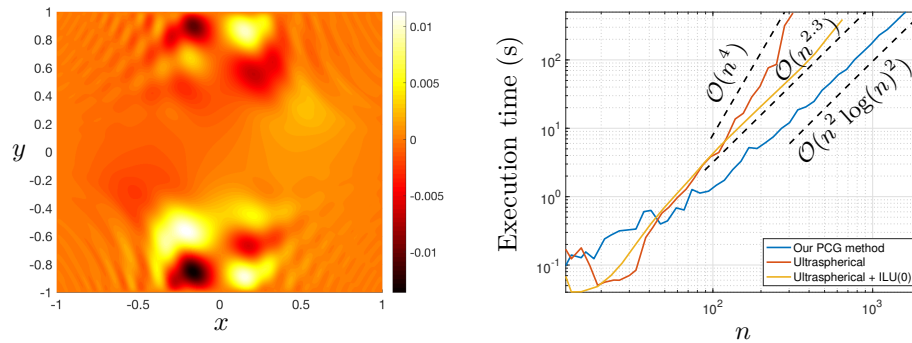 1
0.8
0.6
0.4
0.2
0
-0.2
-0.4
-0.6
-0.8
-1
y
-1
-0.5
0
0.5
1
x
0.01
0.005
0
-0.005
-0.01
Execution time (s)
10^2
10^1
10^0
10^-1
10^2
10^3
n
O(n^4)
O(n^2.3)
O(n^2 log(n)^2)
Our PCG method
Ultraspherical
Ultraspherical + ILU(0)